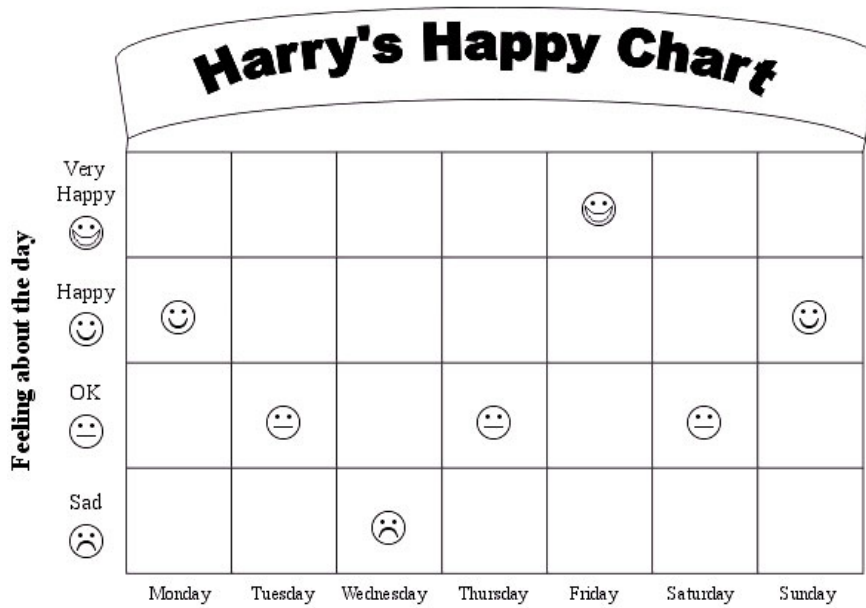 Harry's Happy Chart
Feeling about the day
Very
Happy
Happy
OK
Sad
Monday
Tuesday
Wednesday
Thursday
Friday
Saturday
Sunday